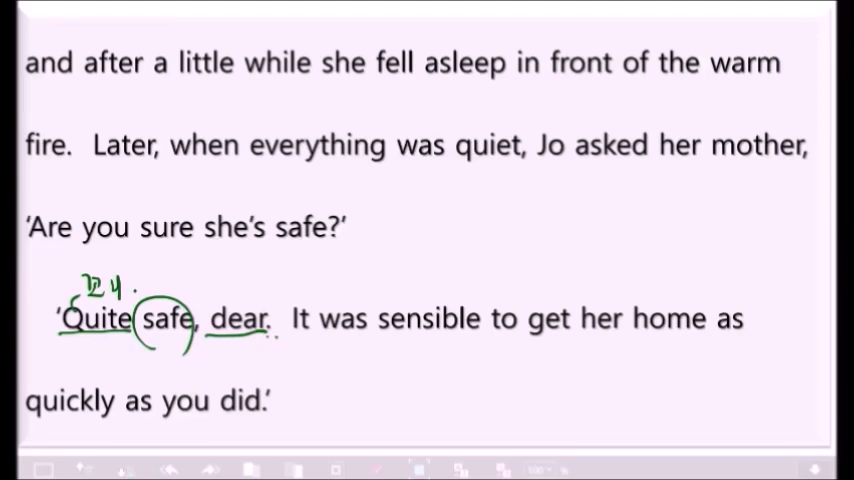 and after a little while she fell asleep in front of the warm
fire. Later, when everything was quiet, Jo asked her mother,
‘Are you sure she’s safe?’
‘Quite safe, dear. It was sensible to get her home as
quickly as you did.’